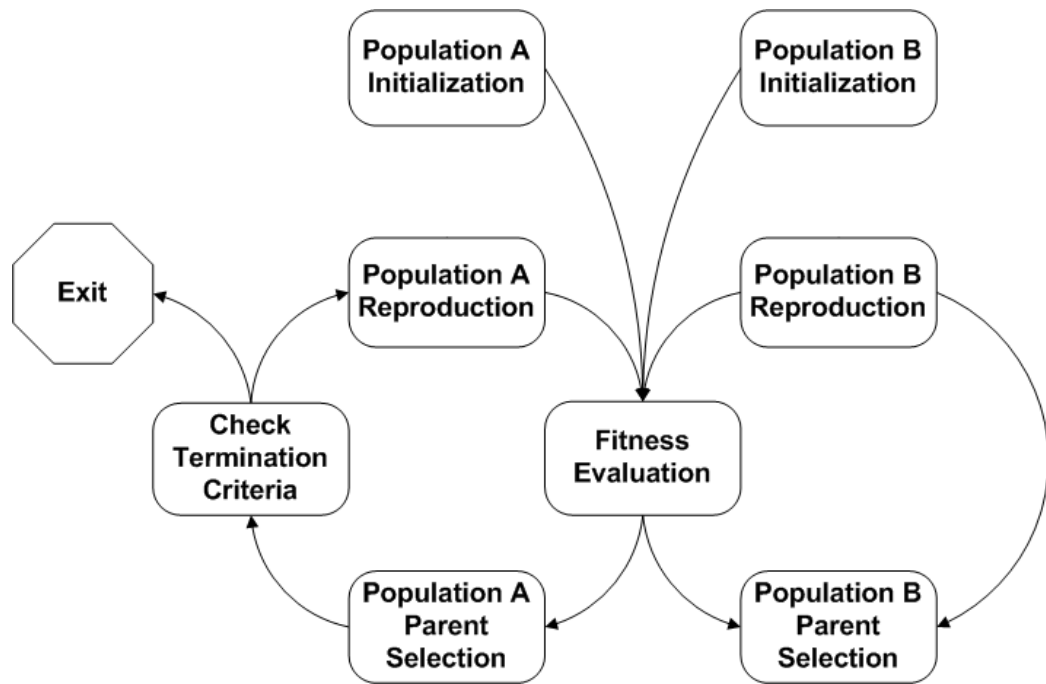 Population A
Initialization
Population B
Initialization
Exit
Population A
Reproduction
Population B
Reproduction
Check
Termination
Criteria
Fitness
Evaluation
Population A
Parent
Selection
Population B
Parent
Selection